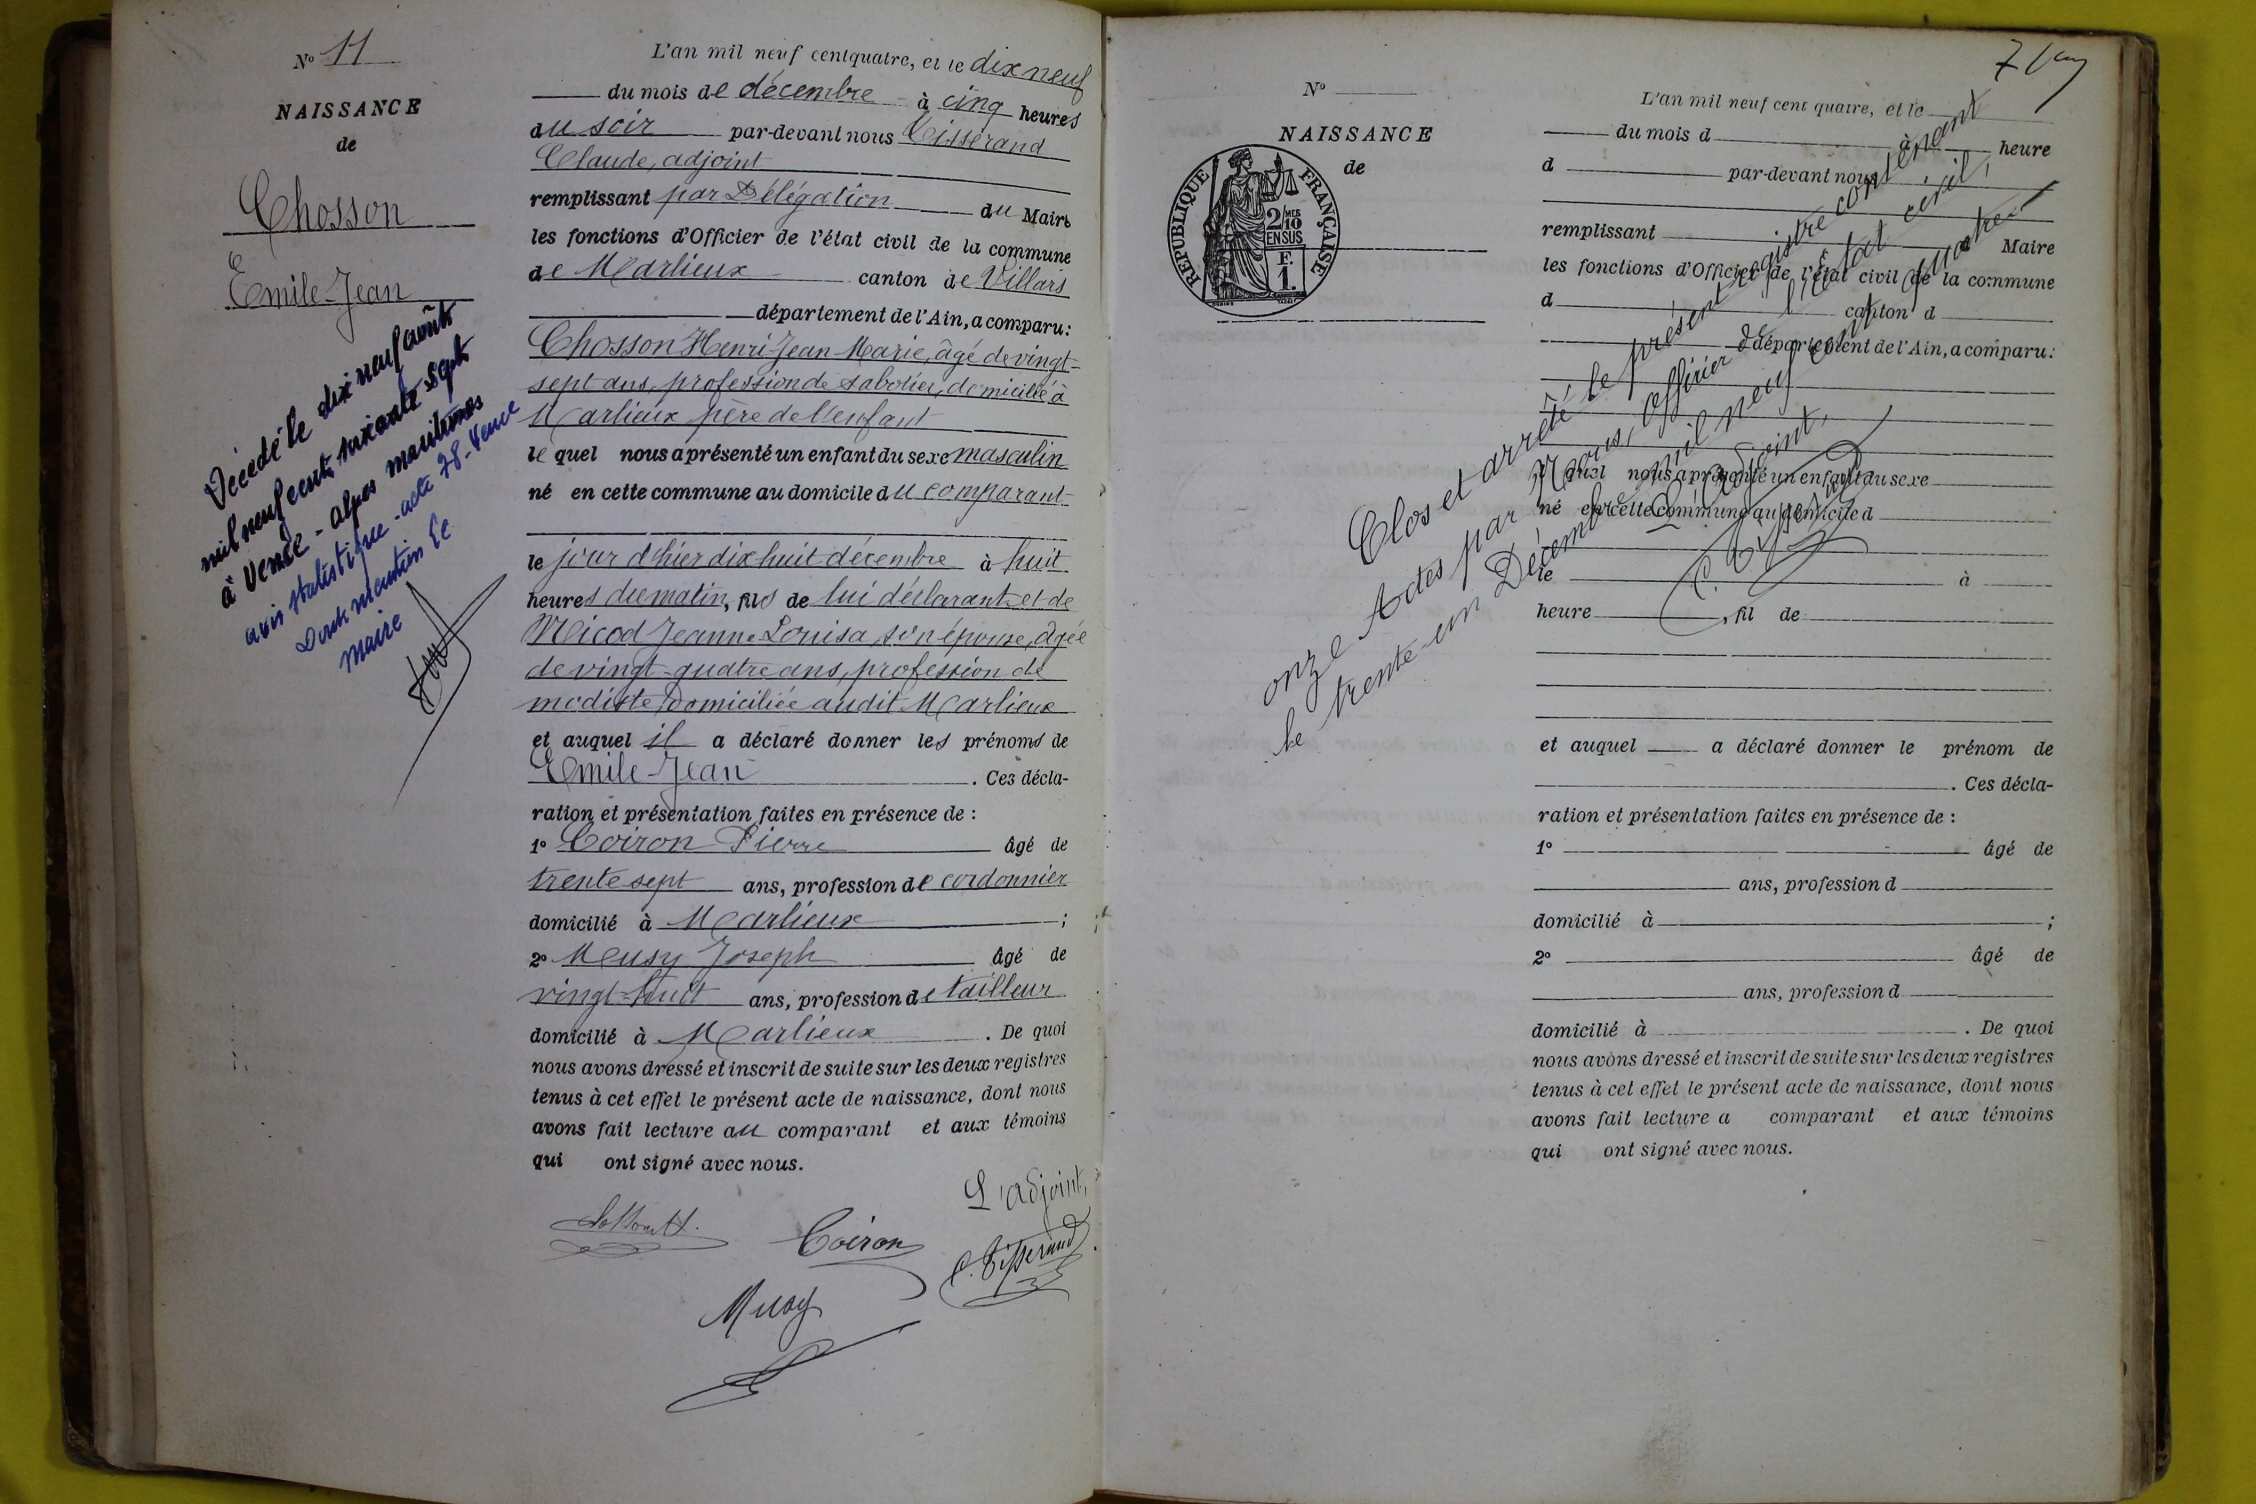 N° 11
NAISSANCE
de
Chosson
Emile-Jean
Décédé le dix neuf août
mil neuf cent soixante sept
à Vence - alpes maritimes
avis statistique - acte 78 - Vence
Dont mention le
Maire
L'an mil neuf cent quatre, et le dix neuf
du mois de décembre à cinq heures
du soir par-devant nous Tisserand
Claude, adjoint
remplissant par Délégation du Maire
les fonctions d'Officier de l'état civil de la commune
de Marlieux canton de Villars
département de l'Ain, a comparu:
Chosson Henri Jean Marie, âgé de vingt-
sept ans, profession de sabotier, domicilié à
Marlieux père de l'enfant
le quel nous a présenté un enfant du sexe masculin
né en cette commune au domicile du comparant
le jour d'hier dix huit décembre à huit
heures du matin, fils de lui déclarant et de
Micod Jeanne Louisa, son épouse, âgée
de vingt-quatre ans, profession de
modiste domiciliée audit Marlieux
et auquel il a déclaré donner les prénoms de
Emile-Jean . Ces décla-
ration et présentation faites en présence de :
1° Coiron Pierre âgé de
trente sept ans, profession de cordonnier
domicilié à Marlieux ;
2° Meusy Joseph âgé de
vingt-huit ans, profession de tailleur
domicilié à Marlieux . De quoi
nous avons dressé et inscrit de suite sur les deux registres
tenus à cet effet le présent acte de naissance, dont nous
avons fait lecture au comparant et aux témoins
qui ont signé avec nous.
L'adjoint,
Coiron
C. Tisserand
N°
NAISSANCE
de
RÉPUBLIQUE FRANÇAISE
2 MES
10
EN SUS
F.
1.
7
L'an mil neuf cent quatre, et le
du mois d à heure
d par-devant nous
remplissant Maire
les fonctions d'Officier de l'état civil de la commune
d canton d
département de l'Ain, a comparu:
l quel nous a présenté un enfant du sexe
né en cette commune au domicile d
le à
heure , fil de
et auquel a déclaré donner le prénom de
. Ces décla-
ration et présentation faites en présence de :
1° âgé de
ans, profession d
domicilié à ;
2° âgé de
ans, profession d
domicilié à . De quoi
nous avons dressé et inscrit de suite sur les deux registres
tenus à cet effet le présent acte de naissance, dont nous
avons fait lecture a comparant et aux témoins
qui ont signé avec nous.
Clos et arrêté le présent registre contenant
onze Actes par Nous, Officier de l'état civil,
le trente-un Décembre mil neuf cent quatre
L'Adjoint,
C. Tisserand